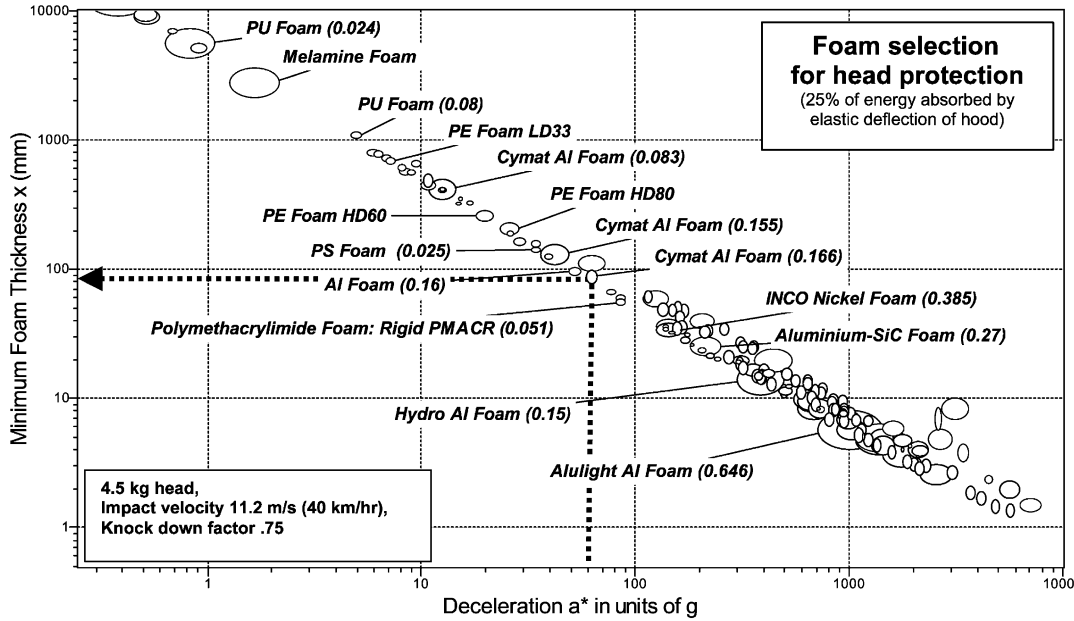 10000
1000
100
10
1
Minimum Foam Thickness x (mm)
PU Foam (0.024)
Melamine Foam
PU Foam (0.08)
PE Foam LD33
Cymat Al Foam (0.083)
PE Foam HD80
PE Foam HD60
Cymat Al Foam (0.155)
PS Foam (0.025)
Cymat Al Foam (0.166)
Al Foam (0.16)
INCO Nickel Foam (0.385)
Polymethacrylimide Foam: Rigid PMACR (0.051)
Aluminium-SiC Foam (0.27)
Hydro Al Foam (0.15)
Alulight Al Foam (0.646)
Foam selection
for head protection
(25% of energy absorbed by
elastic deflection of hood)
4.5 kg head,
Impact velocity 11.2 m/s (40 km/hr),
Knock down factor .75
1 10 100 1000 1000
Deceleration a* in units of g